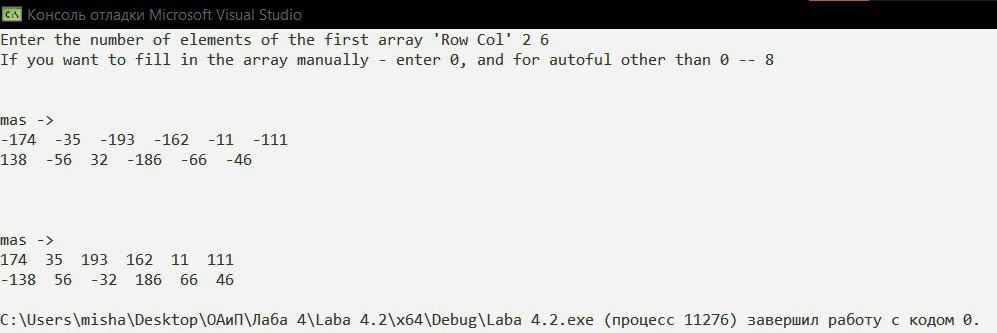 Консоль отладки Microsoft Visual Studio
Enter the number of elements of the first array 'Row Col' 2 6
If you want to fill in the array manually - enter 0, and for autoful other than 0 -- 8
mas ->
-174  -35  -193  -162  -11  -111
138  -56  32  -186  -66  -46
mas ->
174  35  193  162  11  111
-138  56  -32  186  66  46
C:\Users\misha\Desktop\ОАиП\Лаба 4\Laba 4.2\x64\Debug\Laba 4.2.exe (процесс 11276) завершил работу с кодом 0.